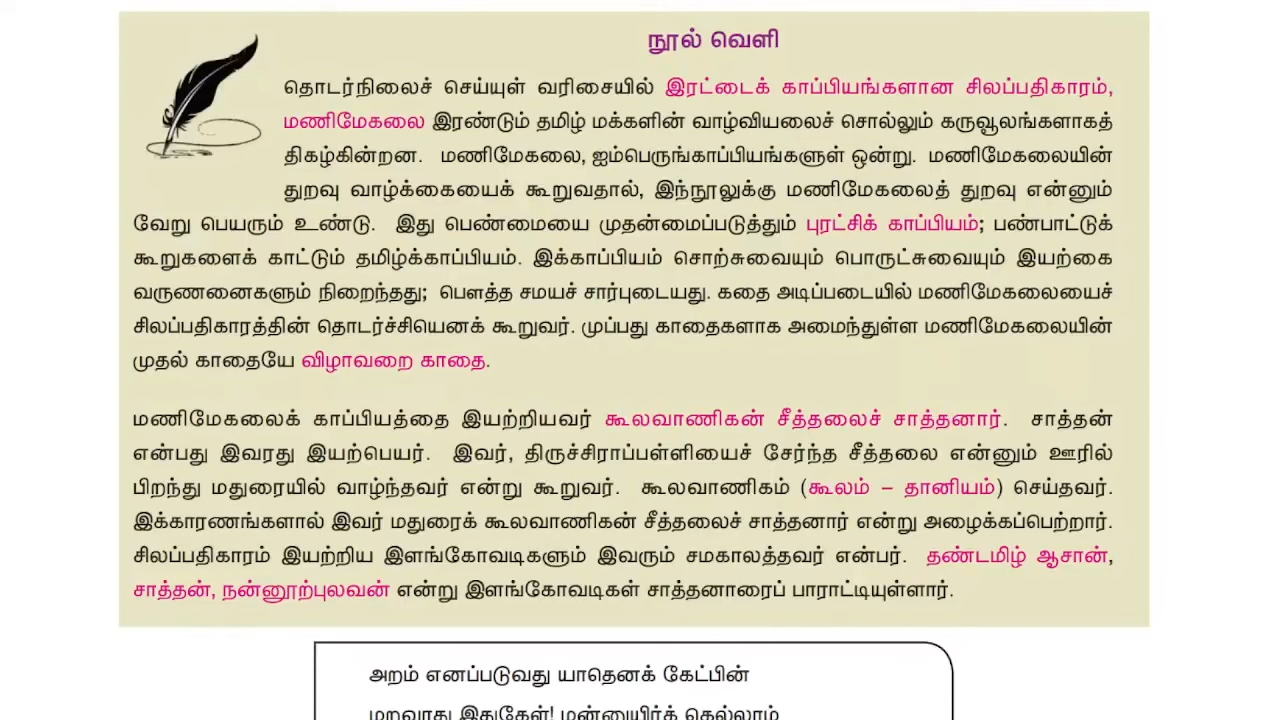 நூல் வெளி
தொடர்நிலைச் செய்யுள் வரிசையில் இரட்டைக் காப்பியங்களான சிலப்பதிகாரம்,
மணிமேகலை இரண்டும் தமிழ் மக்களின் வாழ்வியலைச் சொல்லும் கருவூலங்களாகத்
திகழ்கின்றன. மணிமேகலை, ஐம்பெருங்காப்பியங்களுள் ஒன்று. மணிமேகலையின்
துறவு வாழ்க்கையைக் கூறுவதால், இந்நூலுக்கு மணிமேகலைத் துறவு என்னும்
வேறு பெயரும் உண்டு. இது பெண்மையை முதன்மைப்படுத்தும் புரட்சிக் காப்பியம்; பண்பாட்டுக்
கூறுகளைக் காட்டும் தமிழ்க்காப்பியம். இக்காப்பியம் சொற்சுவையும் பொருட்சுவையும் இயற்கை
வருணனைகளும் நிறைந்தது; பௌத்த சமயச் சார்புடையது. கதை அடிப்படையில் மணிமேகலையைச்
சிலப்பதிகாரத்தின் தொடர்ச்சியெனக் கூறுவர். முப்பது காதைகளாக அமைந்துள்ள மணிமேகலையின்
முதல் காதையே விழாவறை காதை.
மணிமேகலைக் காப்பியத்தை இயற்றியவர் கூலவாணிகன் சீத்தலைச் சாத்தனார். சாத்தன்
என்பது இவரது இயற்பெயர். இவர், திருச்சிராப்பள்ளியைச் சேர்ந்த சீத்தலை என்னும் ஊரில்
பிறந்து மதுரையில் வாழ்ந்தவர் என்று கூறுவர். கூலவாணிகம் (கூலம் – தானியம்) செய்தவர்.
இக்காரணங்களால் இவர் மதுரைக் கூலவாணிகன் சீத்தலைச் சாத்தனார் என்று அழைக்கப்பெற்றார்.
சிலப்பதிகாரம் இயற்றிய இளங்கோவடிகளும் இவரும் சமகாலத்தவர் என்பர். தண்டமிழ் ஆசான்,
சாத்தன், நன்னூற்புலவன் என்று இளங்கோவடிகள் சாத்தனாரைப் பாராட்டியுள்ளார்.
அறம் எனப்படுவது யாதெனக் கேட்பின்
மறவாது இதுகேள்! மன்னுயிர்க் கெல்லாம்